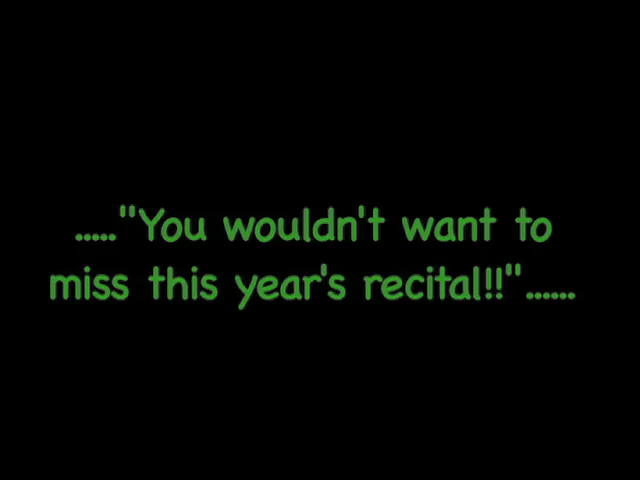 ....."You wouldn't want to
miss this year's recital!!"......